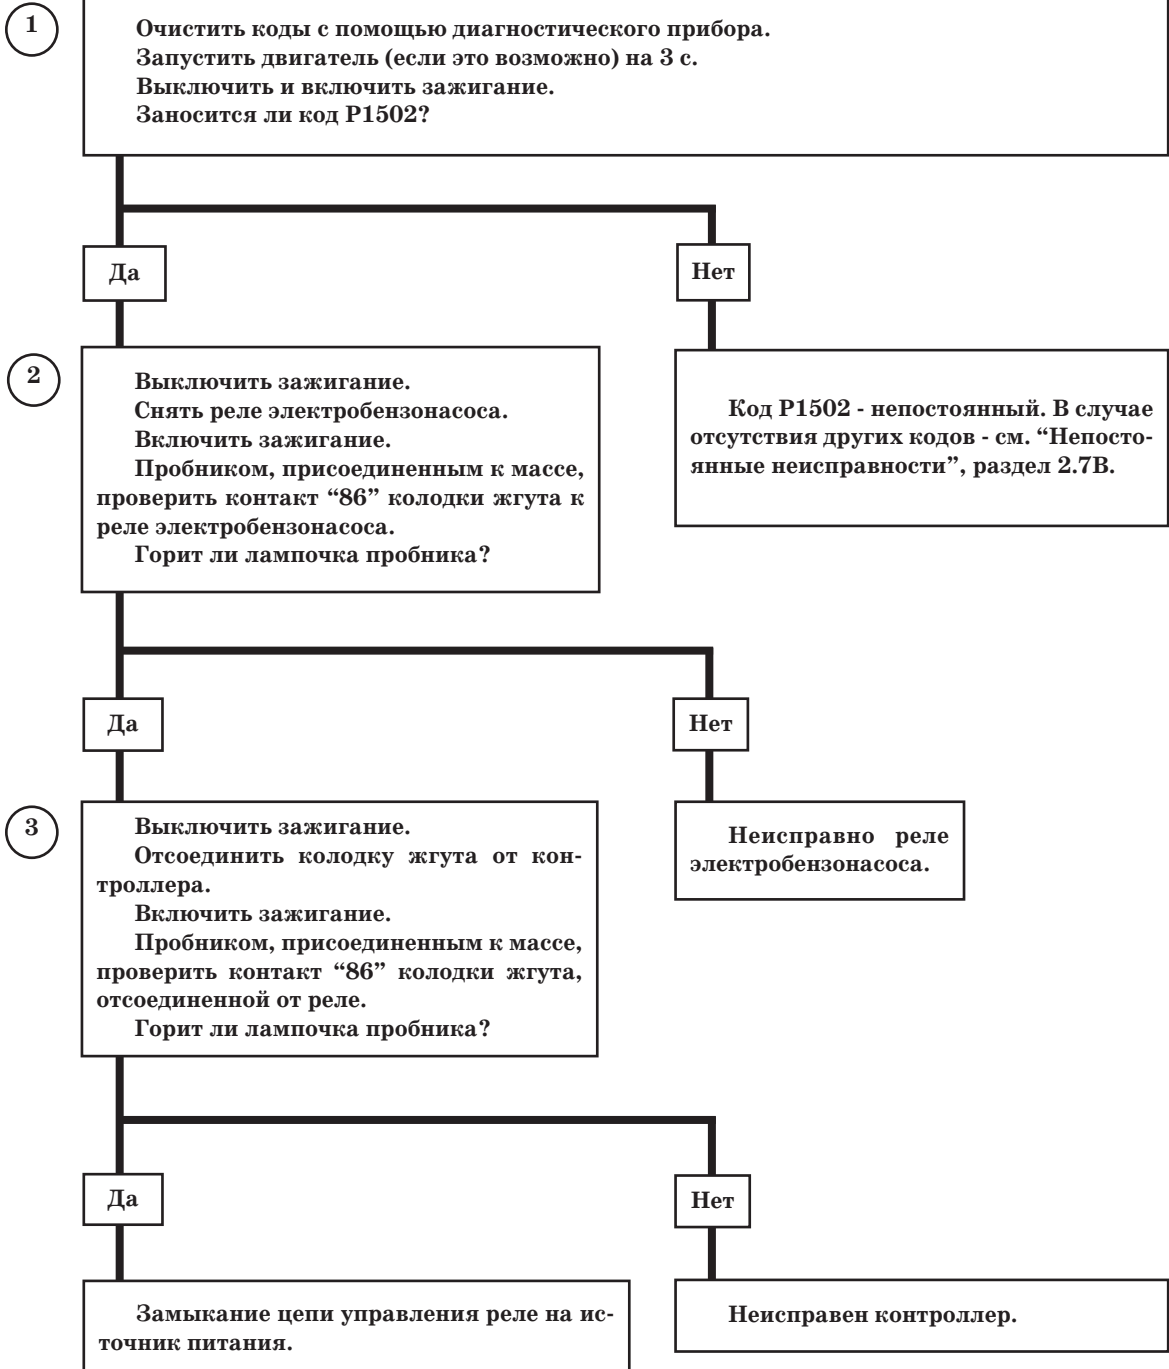 1
Очистить коды с помощью диагностического прибора.
Запустить двигатель (если это возможно) на 3 с.
Выключить и включить зажигание.
Заносится ли код Р1502?
Да
Нет
2
Выключить зажигание.
Снять реле электробензонасоса.
Включить зажигание.
Пробником, присоединенным к массе,
проверить контакт “86” колодки жгута к
реле электробензонасоса.
Горит ли лампочка пробника?
Код Р1502 - непостоянный. В случае
отсутствия других кодов - см. “Непосто-
янные неисправности”, раздел 2.7В.
Да
Нет
3
Выключить зажигание.
Отсоединить колодку жгута от кон-
троллера.
Включить зажигание.
Пробником, присоединенным к массе,
проверить контакт “86” колодки жгута,
отсоединенной от реле.
Горит ли лампочка пробника?
Неисправно реле
электробензонасоса.
Да
Нет
Замыкание цепи управления реле на ис-
точник питания.
Неисправен контроллер.